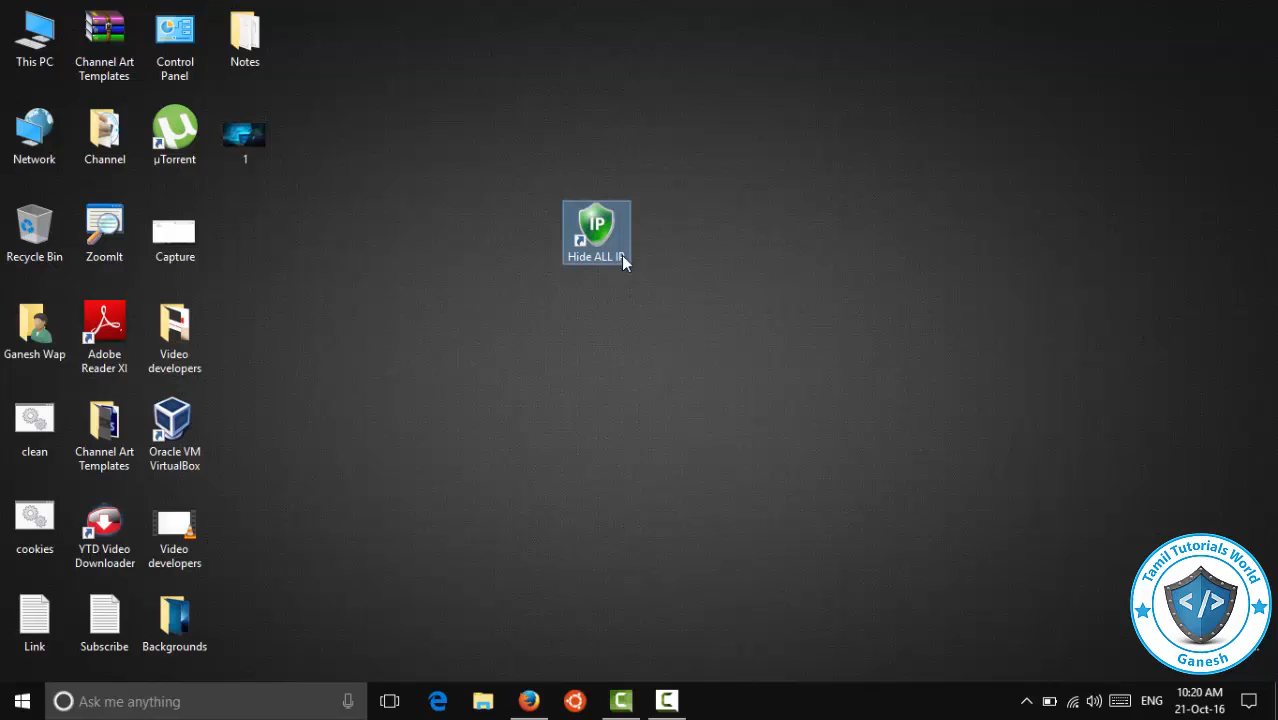 This PC
Channel Art
Templates
Control
Panel
Notes
Network
Channel
µTorrent
1
IP
Hide ALL IP
Recycle Bin
ZoomIt
Capture
Ganesh Wap
Adobe
Reader XI
Video
developers
clean
Channel Art
Templates
Oracle VM
VirtualBox
cookies
YTD Video
Downloader
Video
developers
Link
Subscribe
Backgrounds
Tamil Tutorials World
</>
Ganesh
Ask me anything
ENG
10:20 AM
21-Oct-16